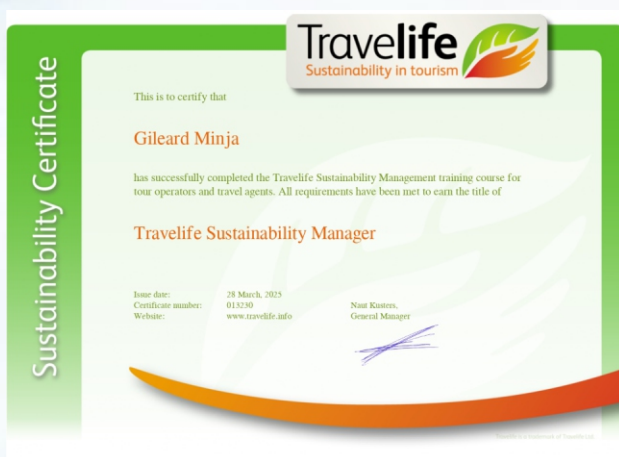 Sustainability Certificate
Travelife
Sustainability in tourism
This is to certify that
Gileard Minja
has successfully completed the Travelife Sustainability Management training course for
tour operators and travel agents. All requirements have been met to earn the title of
Travelife Sustainability Manager
Issue date: 28 March, 2025
Certificate number: 013230
Website: www.travelife.info
Naut Kusters,
General Manager